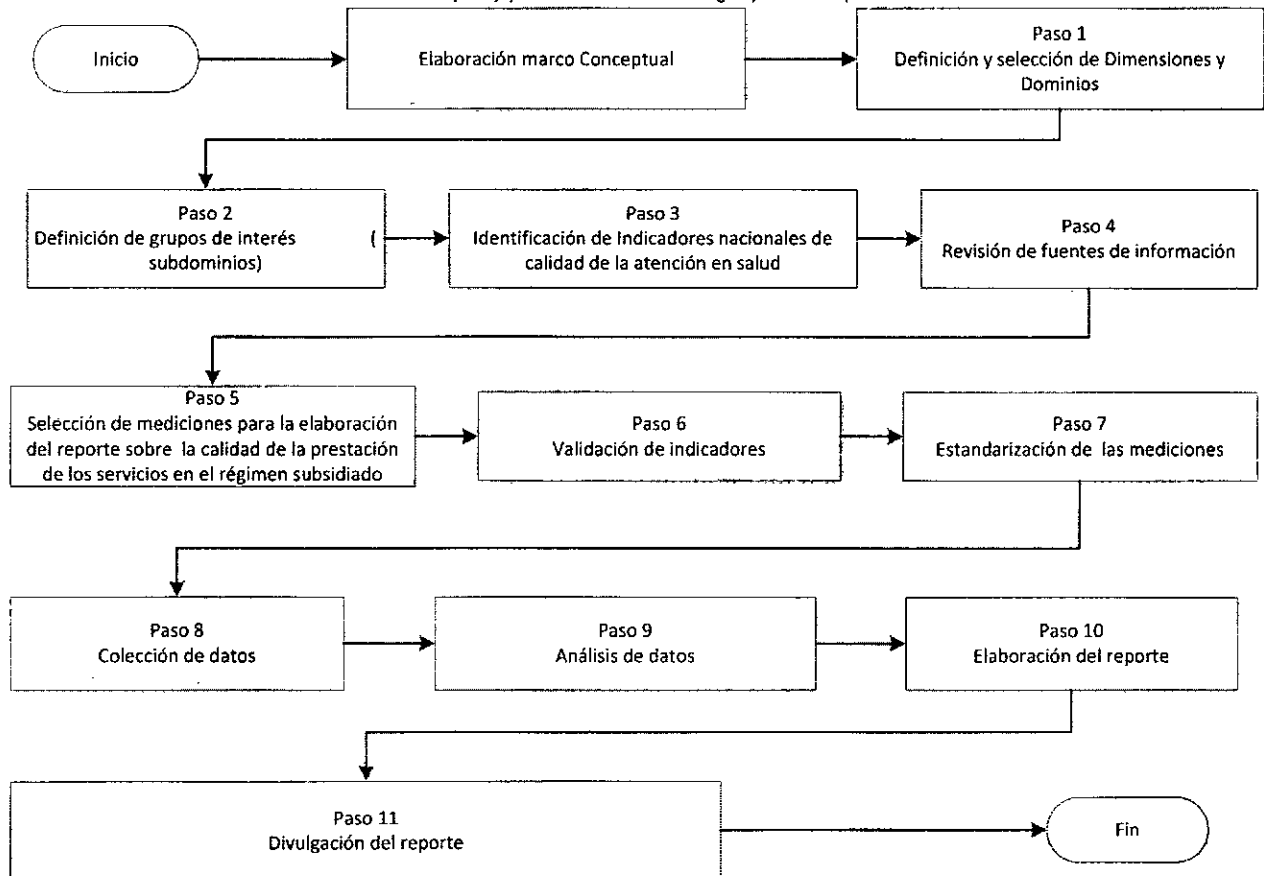 Inicio
Elaboración marco Conceptual
Paso 1
Definición y selección de Dimensiones y
Dominios
Paso 2
Definición de grupos de interés (
subdominios)
Paso 3
Identificación de Indicadores nacionales de
calidad de la atención en salud
Paso 4
Revisión de fuentes de información
Paso 5
Selección de mediciones para la elaboración
del reporte sobre la calidad de la prestación
de los servicios en el régimen subsidiado
Paso 6
Validación de indicadores
Paso 7
Estandarización de las mediciones
Paso 8
Colección de datos
Paso 9
Análisis de datos
Paso 10
Elaboración del reporte
Paso 11
Divulgación del reporte
Fin